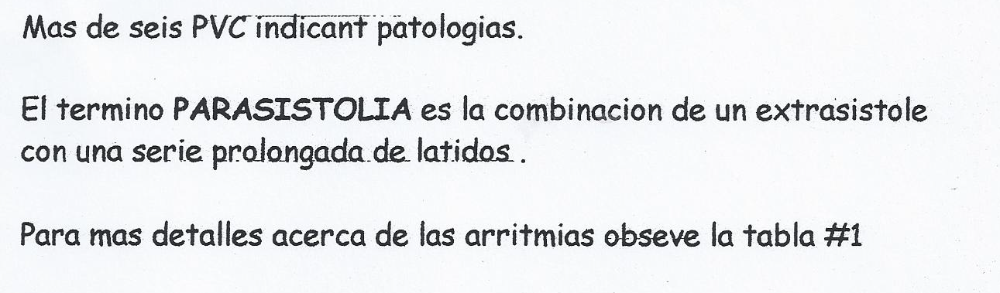 Mas de seis PVC indicant patologias.
El termino PARASISTOLIA es la combinacion de un extrasistole
con una serie prolongada de latidos.
Para mas detalles acerca de las arritmias obseve la tabla #1